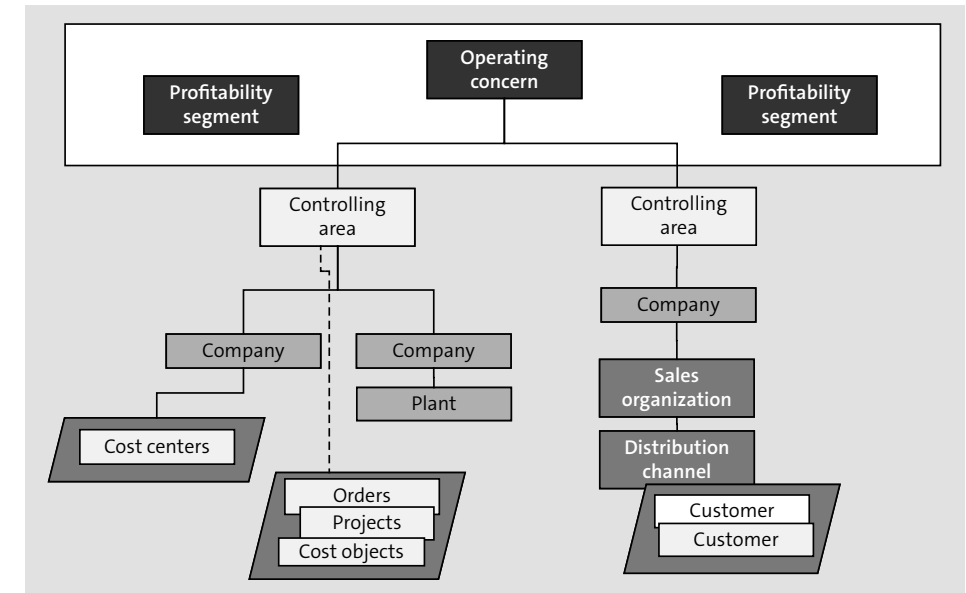 Operating
concern
Profitability
segment
Profitability
segment
Controlling
area
Controlling
area
Company
Company
Company
Plant
Sales
organization
Distribution
channel
Cost centers
Orders
Projects
Cost objects
Customer
Customer